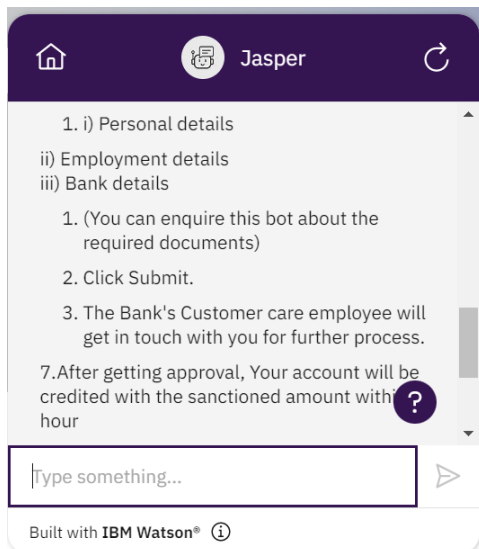 Jasper
1. i) Personal details
ii) Employment details
iii) Bank details
1. (You can enquire this bot about the
required documents)
2. Click Submit.
3. The Bank's Customer care employee will
get in touch with you for further process.
7.After getting approval, Your account will be
credited with the sanctioned amount
hour
?
Type something...
Built with IBM Watson®